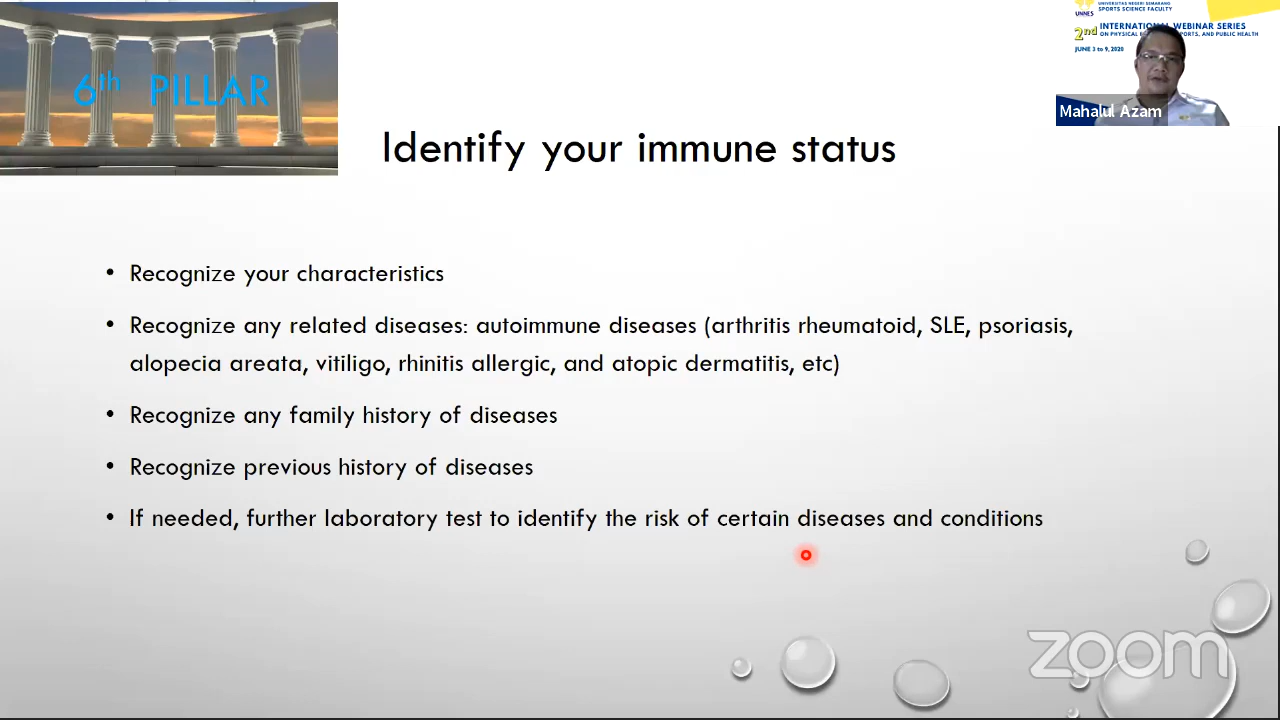 6th PILLAR
Identify your immune status
• Recognize your characteristics
• Recognize any related diseases: autoimmune diseases (arthritis rheumatoid, SLE, psoriasis,
alopecia areata, vitiligo, rhinitis allergic, and atopic dermatitis, etc)
• Recognize any family history of diseases
• Recognize previous history of diseases
• If needed, further laboratory test to identify the risk of certain diseases and conditions
UNIVERSITAS NEGERI SEMARANG
UNNES SPORTS SCIENCE FACULTY
2nd INTERNATIONAL WEBINAR SERIES
ON PHYSICAL SPORTS, AND PUBLIC HEALTH
JUNE 3 to 9, 2020
Mahalul Azam
zoom